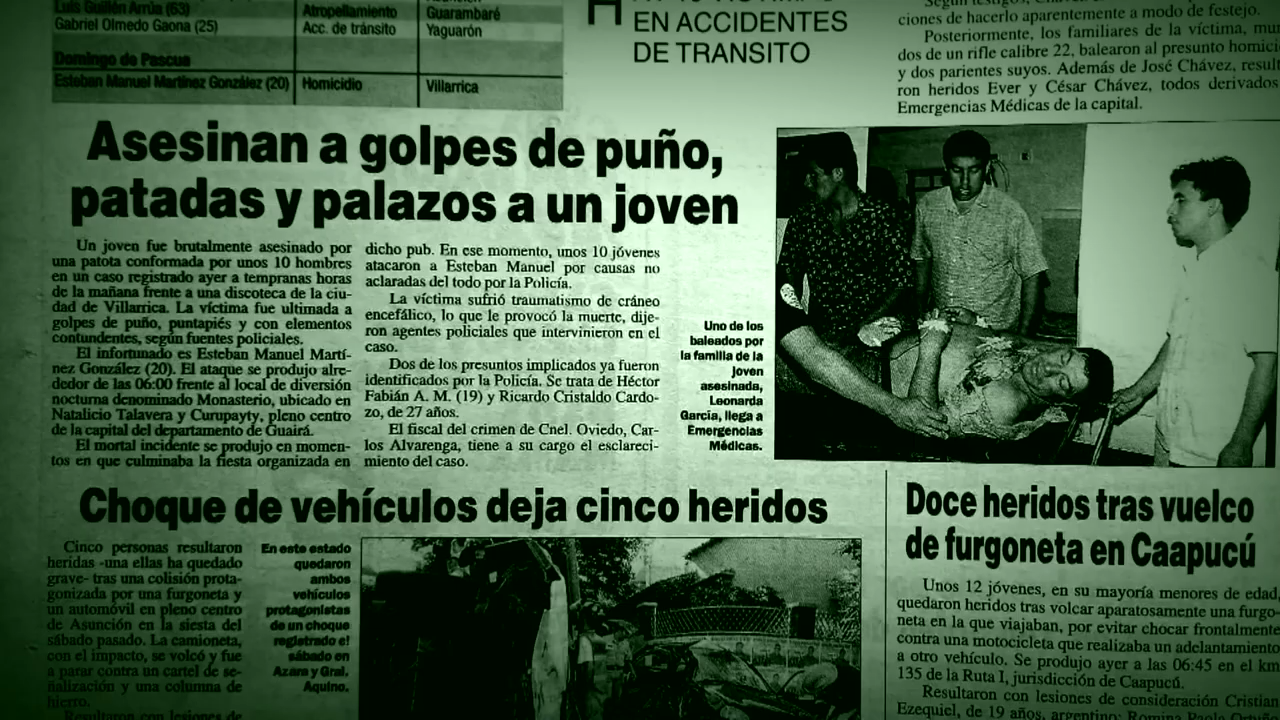 Luis Guillén Arrúa (63) Atropellamiento Guarambaré
Gabriel Olmedo Gaona (25) Acc. de tránsito Yaguarón
Domingo de Pascua
Esteban Manuel Martínez González (20) Homicidio Villarrica
EN ACCIDENTES
DE TRANSITO
ciones de hacerlo aparentemente a modo de festejo.
Posteriormente, los familiares de la víctima,
dos de un rifle calibre 22, balearon al presunto homici
y dos parientes suyos. Además de José Chávez, result
ron heridos Ever y César Chávez, todos derivados
Emergencias Médicas de la capital.
Asesinan a golpes de puño,
patadas y palazos a un joven
Un joven fue brutalmente asesinado por
una patota conformada por unos 10 hombres
en un caso registrado ayer a tempranas horas
de la mañana frente a una discoteca de la ciu-
dad de Villarrica. La víctima fue ultimada a
golpes de puño, puntapiés y con elementos
contundentes, según fuentes policiales.
El infortunado es Esteban Manuel Martí-
nez González (20). El ataque se produjo alre-
dedor de las 06:00 frente al local de diversión
nocturna denominado Monasterio, ubicado en
Natalicio Talavera y Curupayty, pleno centro
de la capital del departamento de Guairá.
El mortal incidente se produjo en momen-
tos en que culminaba la fiesta organizada en
dicho pub. En ese momento, unos 10 jóvenes
atacaron a Esteban Manuel por causas no
aclaradas del todo por la Policía.
La víctima sufrió traumatismo de cráneo
encefálico, lo que le provocó la muerte, dije-
ron agentes policiales que intervinieron en el
caso.
Dos de los presuntos implicados ya fueron
identificados por la Policía. Se trata de Héctor
Fabián A. M. (19) y Ricardo Cristaldo Cardo-
zo, de 27 años.
El fiscal del crimen de Cnel. Oviedo, Car-
los Alvarenga, tiene a su cargo el esclareci-
miento del caso.
Uno de los
baleados por
la familia de la
joven
asesinada,
Leonarda
García, llega a
Emergencias
Médicas.
Choque de vehículos deja cinco heridos
Cinco personas resultaron
heridas -una ellas ha quedado
grave- tras una colisión prota-
gonizada por una furgoneta y
un automóvil en pleno centro
de Asunción en la siesta del
sábado pasado. La camioneta,
con el impacto, se volcó y fue
a parar contra un cartel de se-
ñalización y una columna de
hierro.
Resultaron con lesiones de
En este estado
quedaron
ambos
vehículos
protagonistas
de un choque
registrado el
sábado en
Azara y Gral.
Aquino.
Doce heridos tras vuelco
de furgoneta en Caapucú
Unos 12 jóvenes, en su mayoría menores de edad,
quedaron heridos tras volcar aparatosamente una furgo-
neta en la que viajaban, por evitar chocar frontalmente
contra una motocicleta que realizaba un adelantamiento
a otro vehículo. Se produjo ayer a las 06:45 en el km
135 de la Ruta I, jurisdicción de Caapucú.
Resultaron con lesiones de consideración Cristian
Ezequiel, de 19 años, argentino;